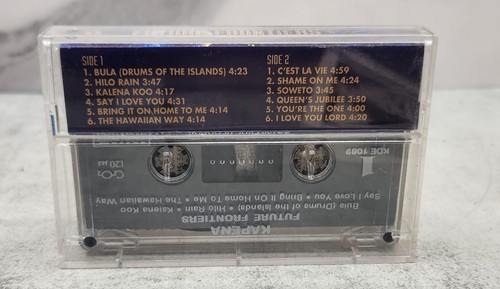 SIDE 1
1. BULA (DRUMS OF THE ISLANDS) 4:23
2. HILO RAIN 3:47
3. KALENA KOO 4:17
4. SAY I LOVE YOU 4:31
5. BRING IT ON HOME TO ME 4:14
6. THE HAWAIIAN WAY 4:14
SIDE 2
1. C'EST LA VIE 4:59
2. SHAME ON ME 4:24
3. SOWETO 3:45
4. QUEEN'S JUBILEE 3:50
5. YOU'RE THE ONE 4:00
6. I LOVE YOU LORD 4:20
KAPENA
FUTURE FRONTIERS
Bula (Drums of the Islands) • Hilo Rain • Kalena Koo
Say I Love You • Bring It On Home To Me • The Hawaiian Way
KDE 1089
1
CrO2
120 µs